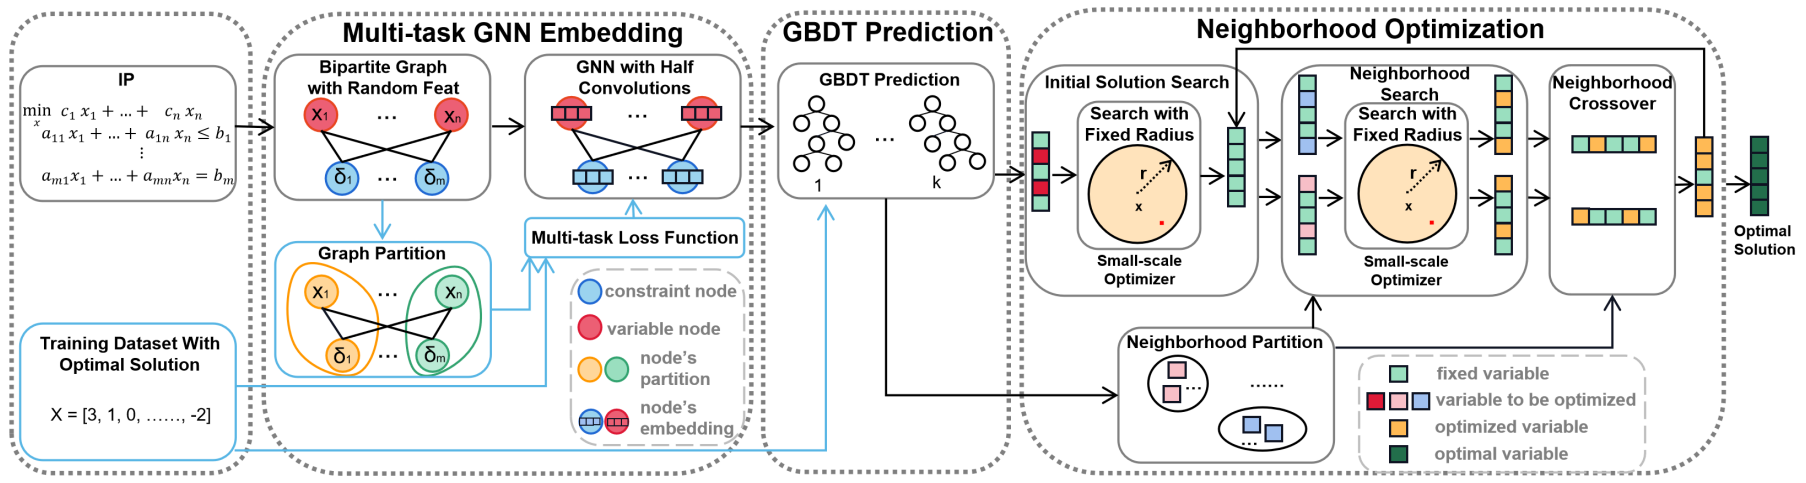 IP
min c₁ x₁ + ... + cₙ xₙ
x
a₁₁ x₁ + ... + a₁ₙ xₙ ≤ b₁
⋮
aₘ₁x₁ + ... + aₘₙxₙ = bₘ
Training Dataset With
Optimal Solution
X = [3, 1, 0, ......, -2]
Multi-task GNN Embedding
Bipartite Graph
with Random Feat
X₁ ... Xₙ
δ₁ ... δₘ
GNN with Half
Convolutions
...
...
Graph Partition
X₁ ... Xₙ
δ₁ ... δₘ
Multi-task Loss Function
constraint node
variable node
node's
partition
node's
embedding
GBDT Prediction
GBDT Prediction
...
1 k
Neighborhood Optimization
Initial Solution Search
Search with
Fixed Radius
r
x
Small-scale
Optimizer
Neighborhood
Search
Search with
Fixed Radius
r
x
Small-scale
Optimizer
Neighborhood
Crossover
Optimal
Solution
Neighborhood Partition
...
......
...
fixed variable
variable to be optimized
optimized variable
optimal variable